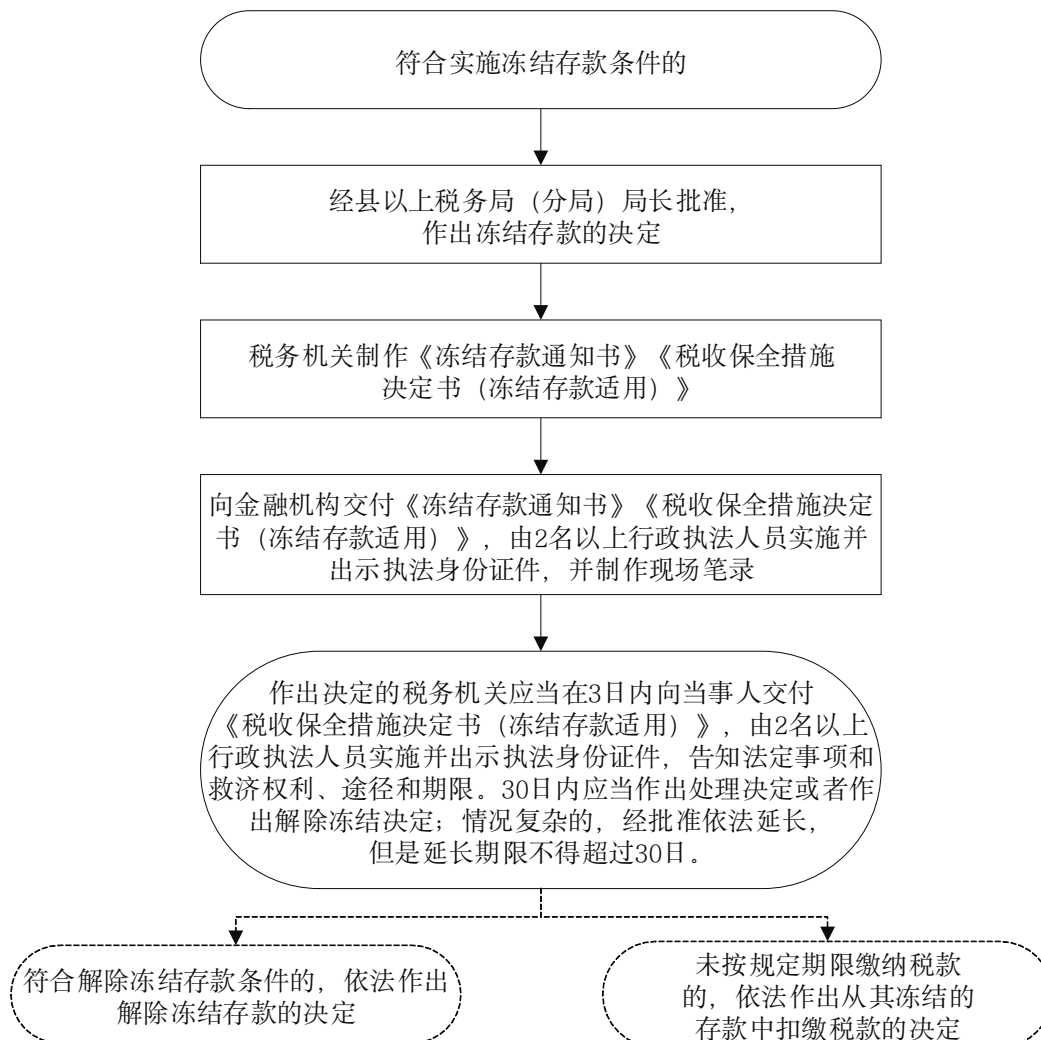 符合实施冻结存款条件的
经县以上税务局（分局）局长批准，
作出冻结存款的决定
税务机关制作《冻结存款通知书》《税收保全措施
决定书（冻结存款适用）》
向金融机构交付《冻结存款通知书》《税收保全措施决定
书（冻结存款适用）》，由2名以上行政执法人员实施并
出示执法身份证件，并制作现场笔录
作出决定的税务机关应当在3日内向当事人交付
《税收保全措施决定书（冻结存款适用）》，由2名以上
行政执法人员实施并出示执法身份证件，告知法定事项和
救济权利、途径和期限。30日内应当作出处理决定或者作
出解除冻结决定；情况复杂的，经批准依法延长，
但是延长期限不得超过30日。
符合解除冻结存款条件的，依法作出
解除冻结存款的决定
未按规定期限缴纳税款
的，依法作出从其冻结的
存款中扣缴税款的决定